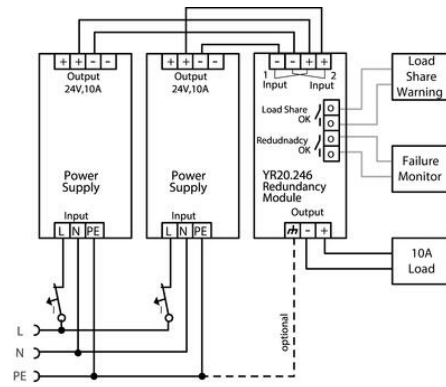 + + - -
Output
24V,10A
Power
Supply
Input
L N PE
+ + - -
Output
24V,10A
Power
Supply
Input
L N PE
- - + +
1 2
Input Input
Load Share
OK
Redudnadcy
OK
YR20.246
Redundancy
Module
Output
- +
Load
Share
Warning
Failure
Monitor
10A
Load
I
I
L
N
PE
optional